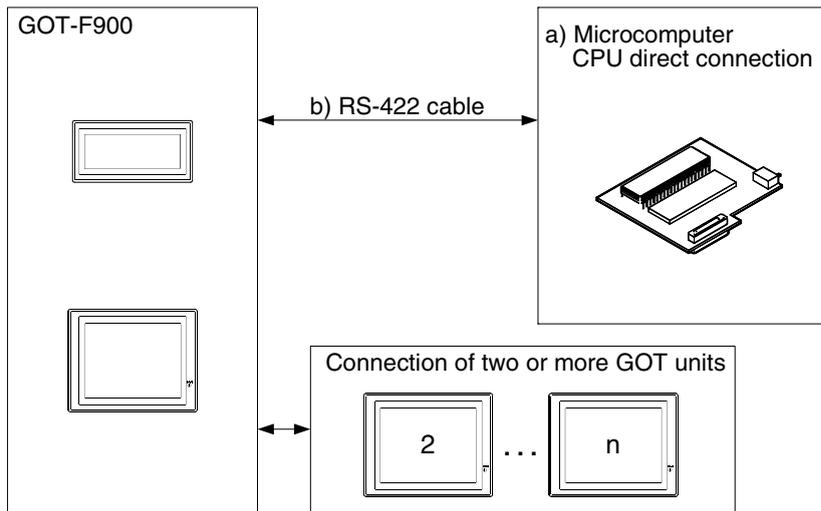 GOT-F900
a) Microcomputer
CPU direct connection
b) RS-422 cable
Connection of two or more GOT units
2 ... n